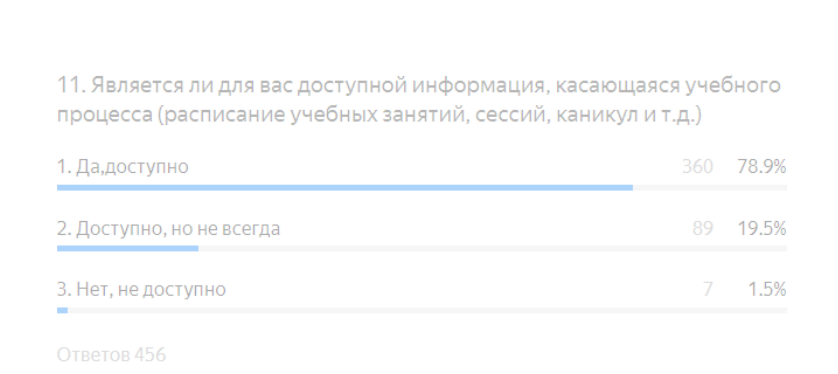 11. Является ли для вас доступной информация, касающаяся учебного
процесса (расписание учебных занятий, сессий, каникул и т.д.)
1. Да,доступно 360 78.9%
2. Доступно, но не всегда 89 19.5%
3. Нет, не доступно 7 1.5%
Ответов 456